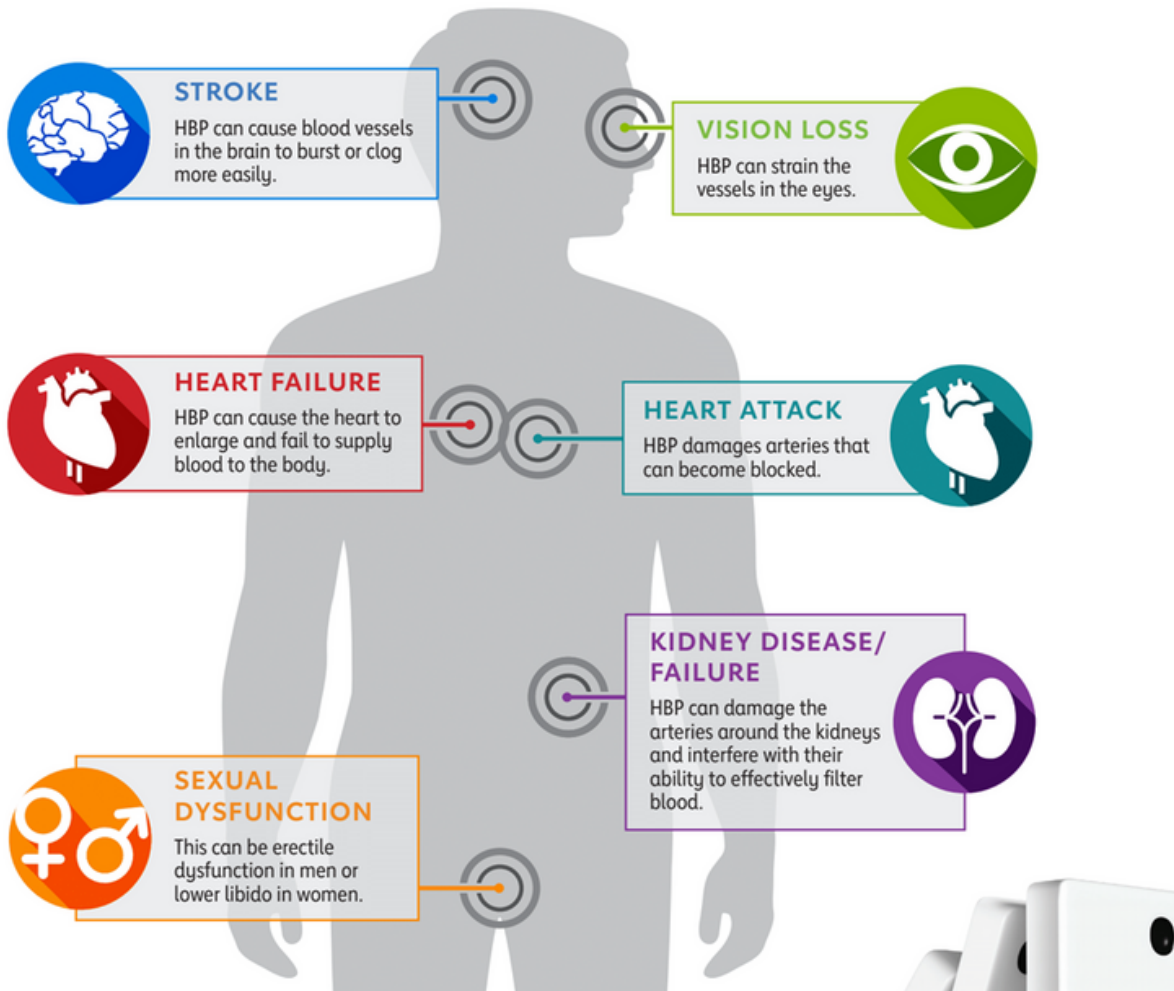 STROKE
HBP can cause blood vessels
in the brain to burst or clog
more easily.
VISION LOSS
HBP can strain the
vessels in the eyes.
HEART FAILURE
HBP can cause the heart to
enlarge and fail to supply
blood to the body.
HEART ATTACK
HBP damages arteries that
can become blocked.
KIDNEY DISEASE/
FAILURE
HBP can damage the
arteries around the kidneys
and interfere with their
ability to effectively filter
blood.
SEXUAL
DYSFUNCTION
This can be erectile
dysfunction in men or
lower libido in women.